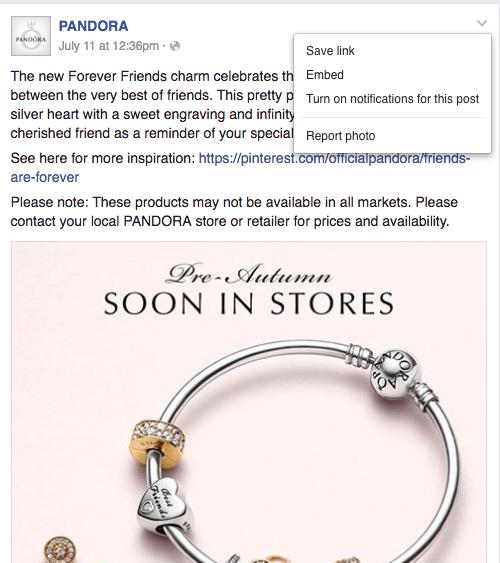 PANDORA
PANDORA
July 11 at 12:36pm ·
Save link
Embed
Turn on notifications for this post
Report photo
The new Forever Friends charm celebrates th
between the very best of friends. This pretty p
silver heart with a sweet engraving and infinity
cherished friend as a reminder of your special
See here for more inspiration: https://pinterest.com/officialpandora/friends-
are-forever
Please note: These products may not be available in all markets. Please
contact your local PANDORA store or retailer for prices and availability.
Pre-Autumn
SOON IN STORES
PANDORA
Best
Friends